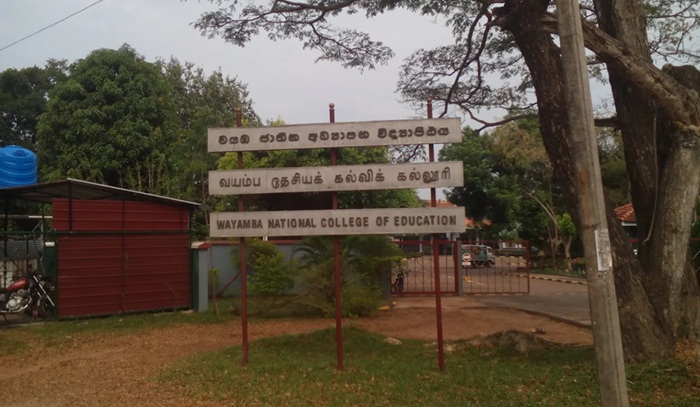 වයඹ ජාතික අධ්‍යාපන විද්‍යාපීඨය
வயம்ப தேசியக் கல்விக் கல்லூரி
WAYAMBA NATIONAL COLLEGE OF EDUCATION